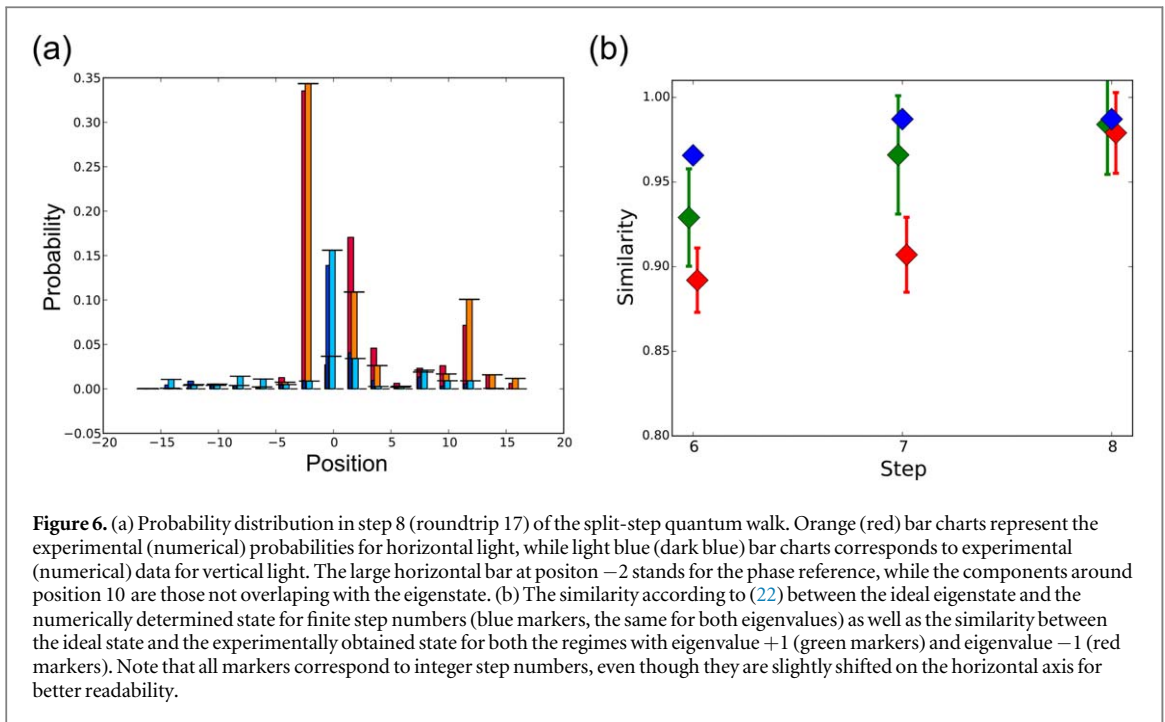 (a)
(b)
0.35
0.30
0.25
0.20
0.15
0.10
0.05
0.00
−0.05
Probability
−20
−15
−10
−5
0
5
10
15
20
Position
1.00
0.95
0.90
0.85
0.80
Similarity
6
7
8
Step
Figure 6. (a) Probability distribution in step 8 (roundtrip 17) of the split-step quantum walk. Orange (red) bar charts represent the
experimental (numerical) probabilities for horizontal light, while light blue (dark blue) bar charts corresponds to experimental
(numerical) data for vertical light. The large horizontal bar at positon −2 stands for the phase reference, while the components around
position 10 are those not overlaping with the eigenstate. (b) The similarity according to (22) between the ideal eigenstate and the
numerically determined state for finite step numbers (blue markers, the same for both eigenvalues) as well as the similarity between
the ideal state and the experimentally obtained state for both the regimes with eigenvalue +1 (green markers) and eigenvalue −1 (red
markers). Note that all markers correspond to integer step numbers, even though they are slightly shifted on the horizontal axis for
better readability.